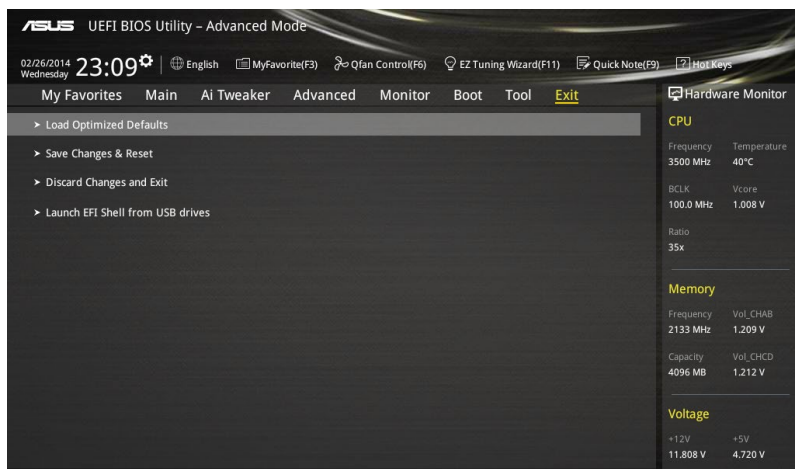 ASUS UEFI BIOS Utility – Advanced Mode
02/26/2014
Wednesday
23:09
English
MyFavorite(F3)
Qfan Control(F6)
EZ Tuning Wizard(F11)
Quick Note(F9)
? Hot Keys
My Favorites Main Ai Tweaker Advanced Monitor Boot Tool Exit
> Load Optimized Defaults
> Save Changes & Reset
> Discard Changes and Exit
> Launch EFI Shell from USB drives
Hardware Monitor
CPU
Frequency Temperature
3500 MHz 40°C
BCLK Vcore
100.0 MHz 1.008 V
Ratio
35x
Memory
Frequency Vol_CHAB
2133 MHz 1.209 V
Capacity Vol_CHCD
4096 MB 1.212 V
Voltage
+12V +5V
11.808 V 4.720 V